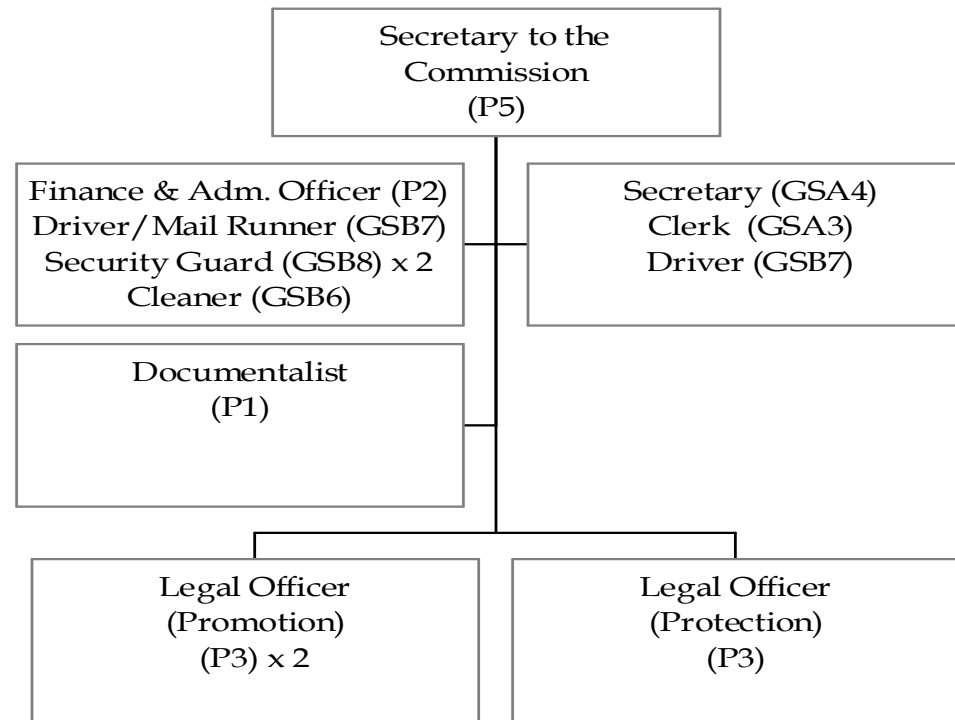 Secretary to the
Commission
(P5)
Finance & Adm. Officer (P2)
Driver/Mail Runner (GSB7)
Security Guard (GSB8) x 2
Cleaner (GSB6)
Secretary (GSA4)
Clerk (GSA3)
Driver (GSB7)
Documentalist
(P1)
Legal Officer
(Promotion)
(P3) x 2
Legal Officer
(Protection)
(P3)